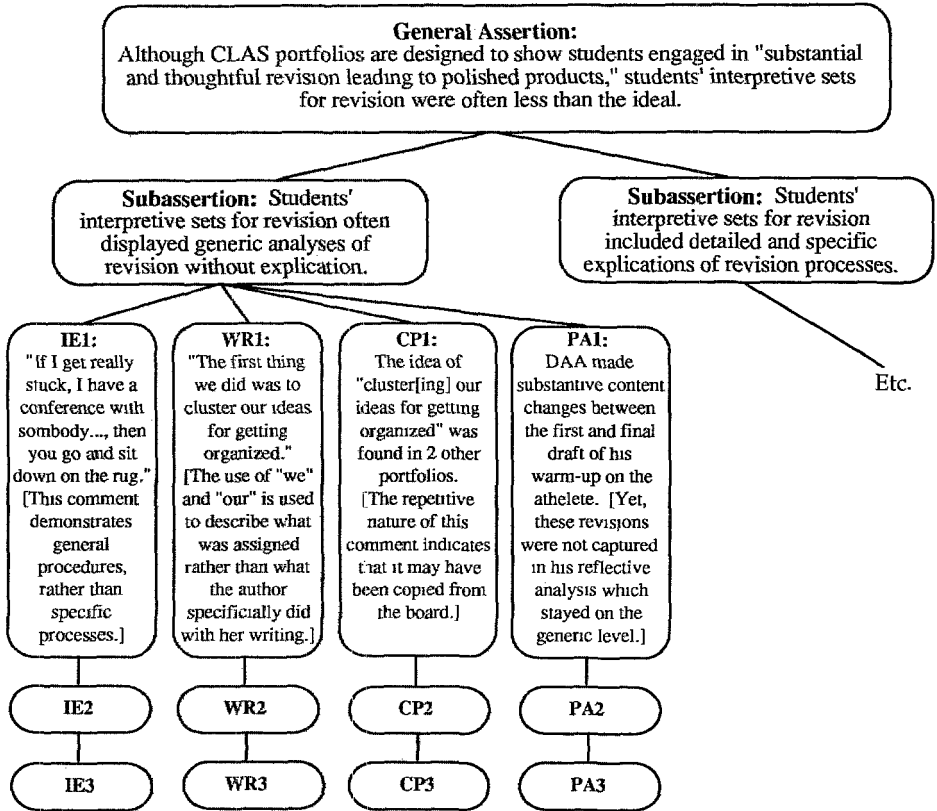 General Assertion:
Although CLAS portfolios are designed to show students engaged in "substantial
and thoughtful revision leading to polished products," students' interpretive sets
for revision were often less than the ideal.
Subassertion: Students'
interpretive sets for revision often
displayed generic analyses of
revision without explication.
Subassertion: Students'
interpretive sets for revision
included detailed and specific
explications of revision processes.
IE1:
"If I get really
stuck, I have a
conference with
sombody..., then
you go and sit
down on the rug."
[This comment
demonstrates
general
procedures,
rather than
specific
processes.]
WR1:
"The first thing
we did was to
cluster our ideas
for getting
organized."
[The use of "we"
and "our" is used
to describe what
was assigned
rather than what
the author
specificially did
with her writing.]
CP1:
The idea of
"cluster[ing] our
ideas for getting
organized" was
found in 2 other
portfolios.
[The repetitive
nature of this
comment indicates
that it may have
been copied from
the board.]
PA1:
DAA made
substantive content
changes between
the first and final
draft of his
warm-up on the
athelete. [Yet,
these revisions
were not captured
in his reflective
analysis which
stayed on the
generic level.]
Etc.
IE2
WR2
CP2
PA2
IE3
WR3
CP3
PA3